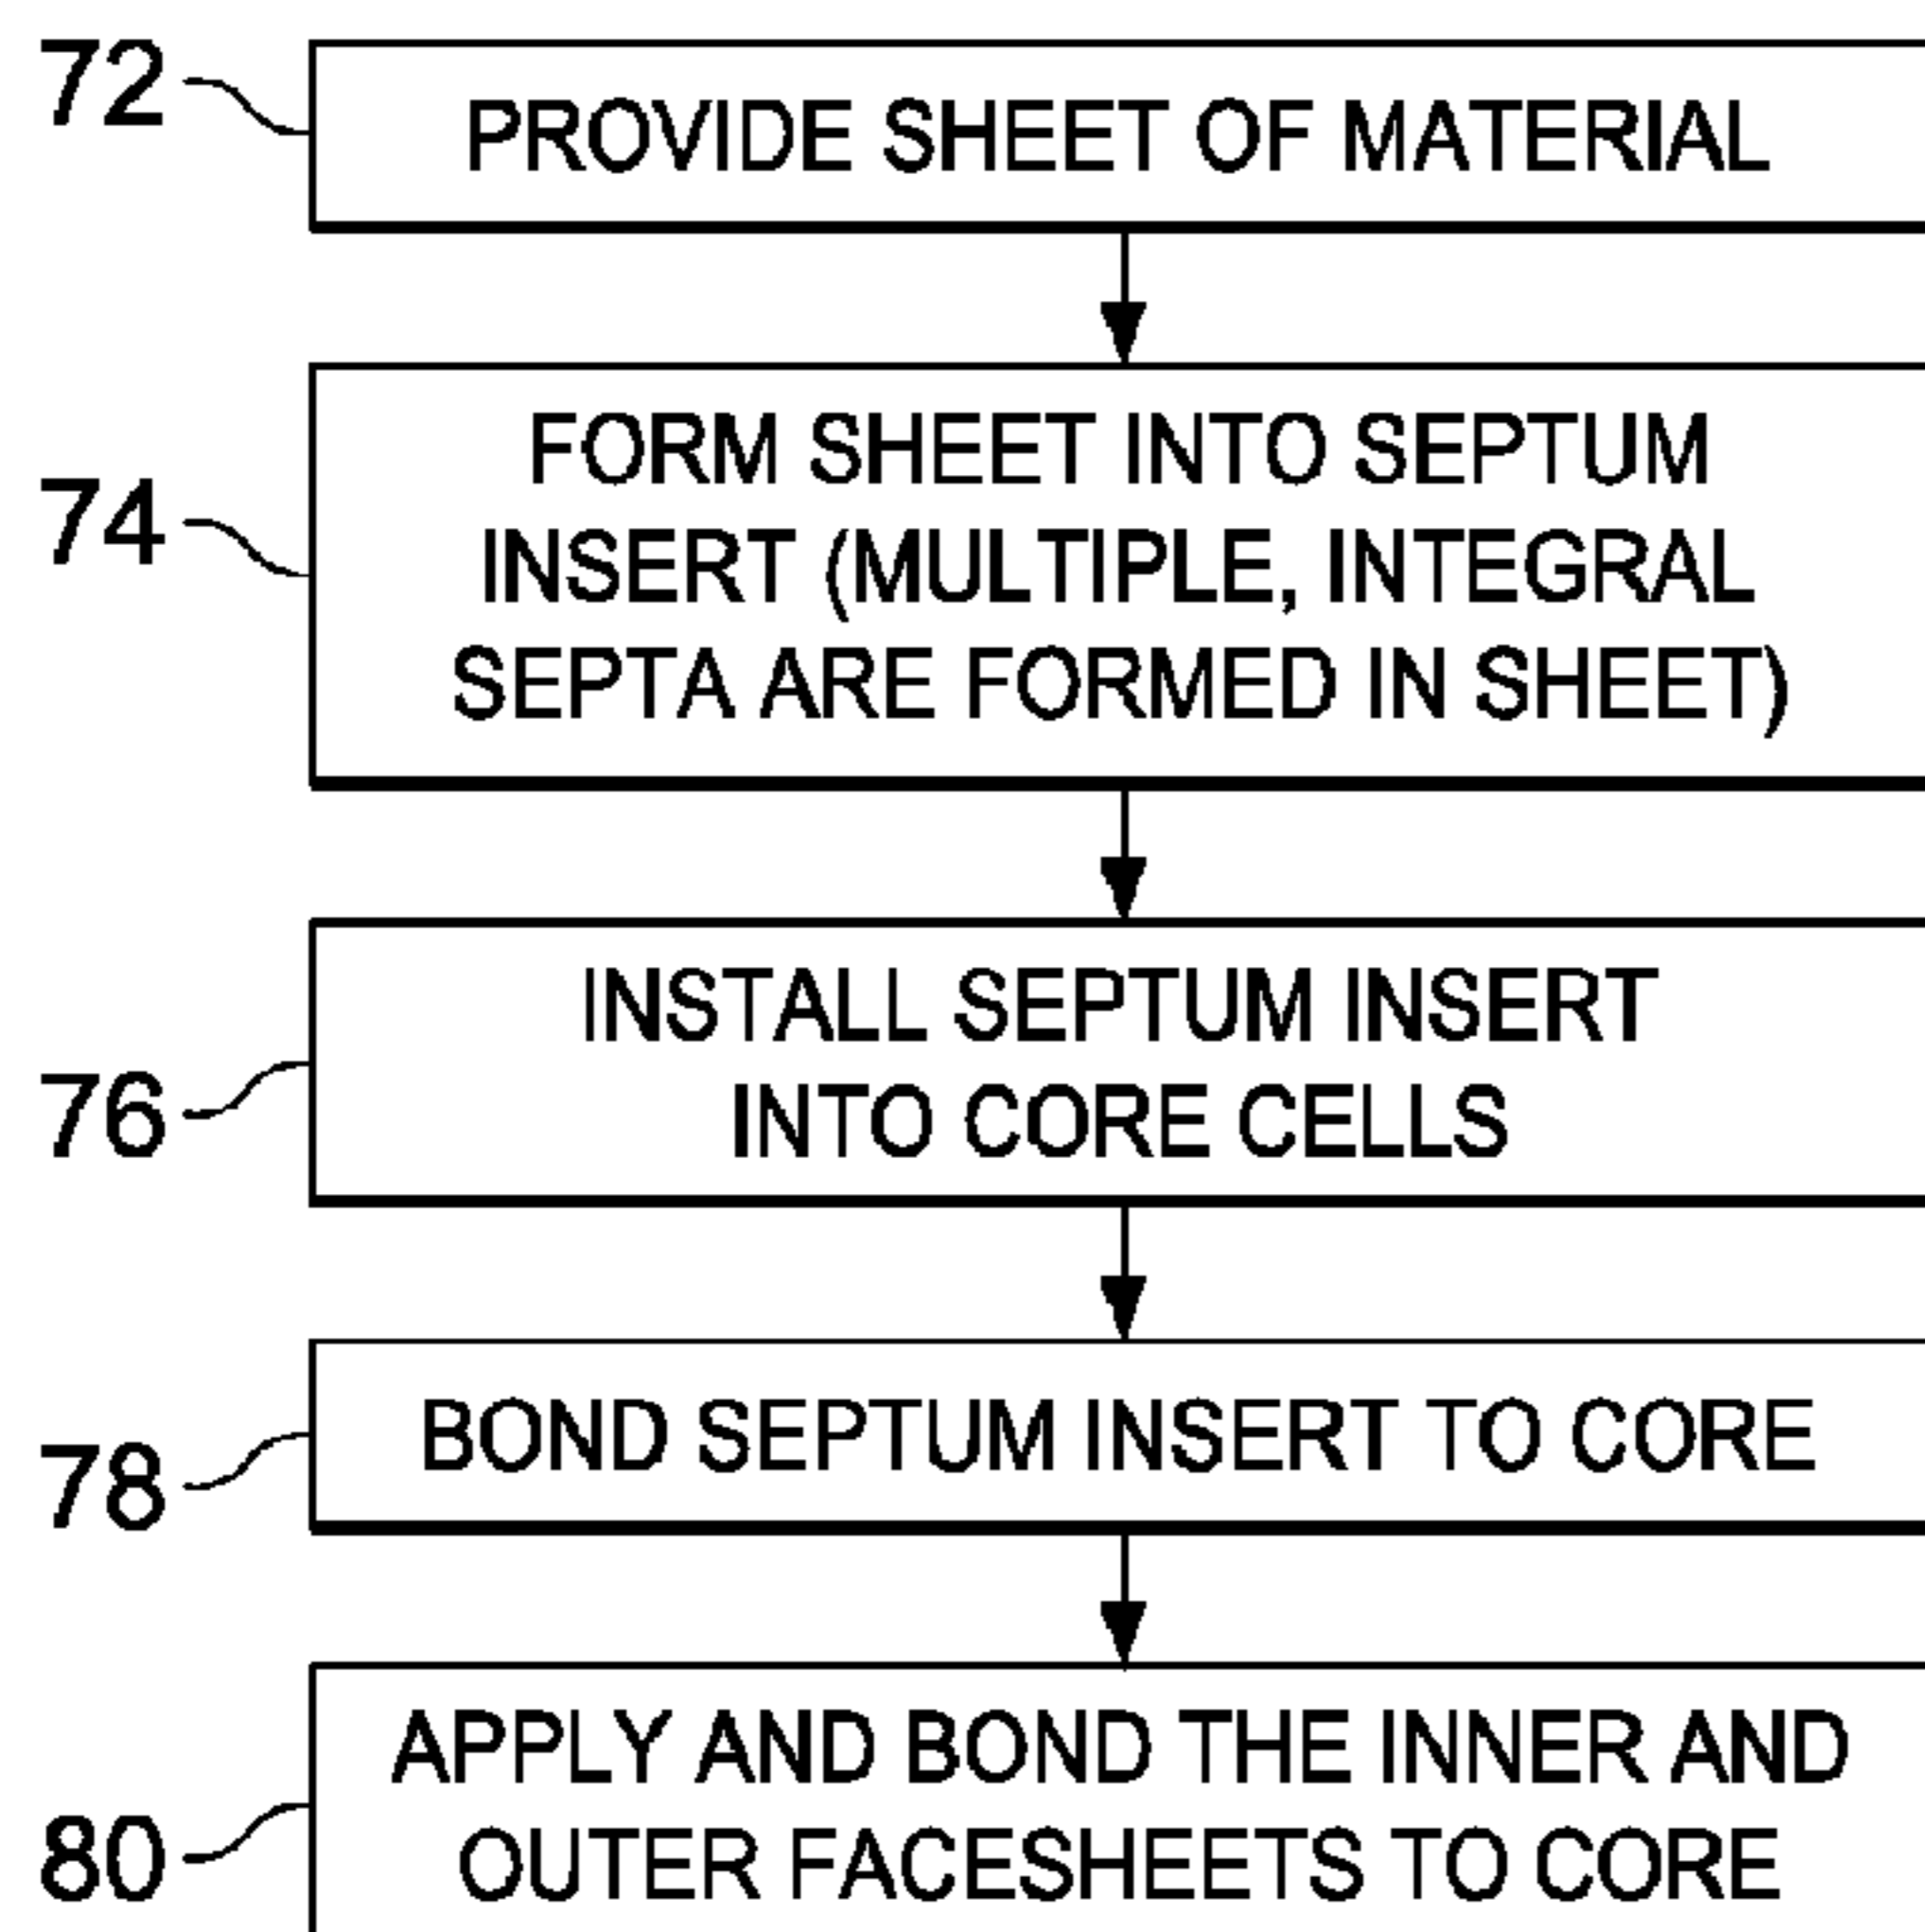 72
PROVIDE SHEET OF MATERIAL
74
FORM SHEET INTO SEPTUM
INSERT (MULTIPLE, INTEGRAL
SEPTA ARE FORMED IN SHEET)
76
INSTALL SEPTUM INSERT
INTO CORE CELLS
78
BOND SEPTUM INSERT TO CORE
80
APPLY AND BOND THE INNER AND
OUTER FACESHEETS TO CORE